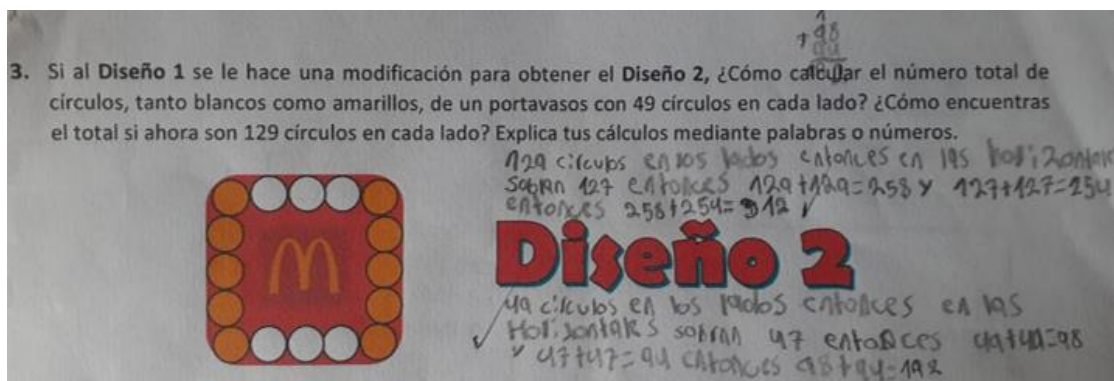 98
94
3. Si al Diseño 1 se le hace una modificación para obtener el Diseño 2, ¿Cómo calcular el número total de
círculos, tanto blancos como amarillos, de un portavasos con 49 círculos en cada lado? ¿Cómo encuentras
el total si ahora son 129 círculos en cada lado? Explica tus cálculos mediante palabras o números.
129 circulos en los lados entonces en las horizontales
sobran 127 entonces 129+129=258 y 127+127=254
entonces 258+254=512
M
Diseño 2
49 circulos en los lados entonces en las
Horisontales sobran 47 entonces 49+49=98
y 47+47=94 entonces 98+94=192